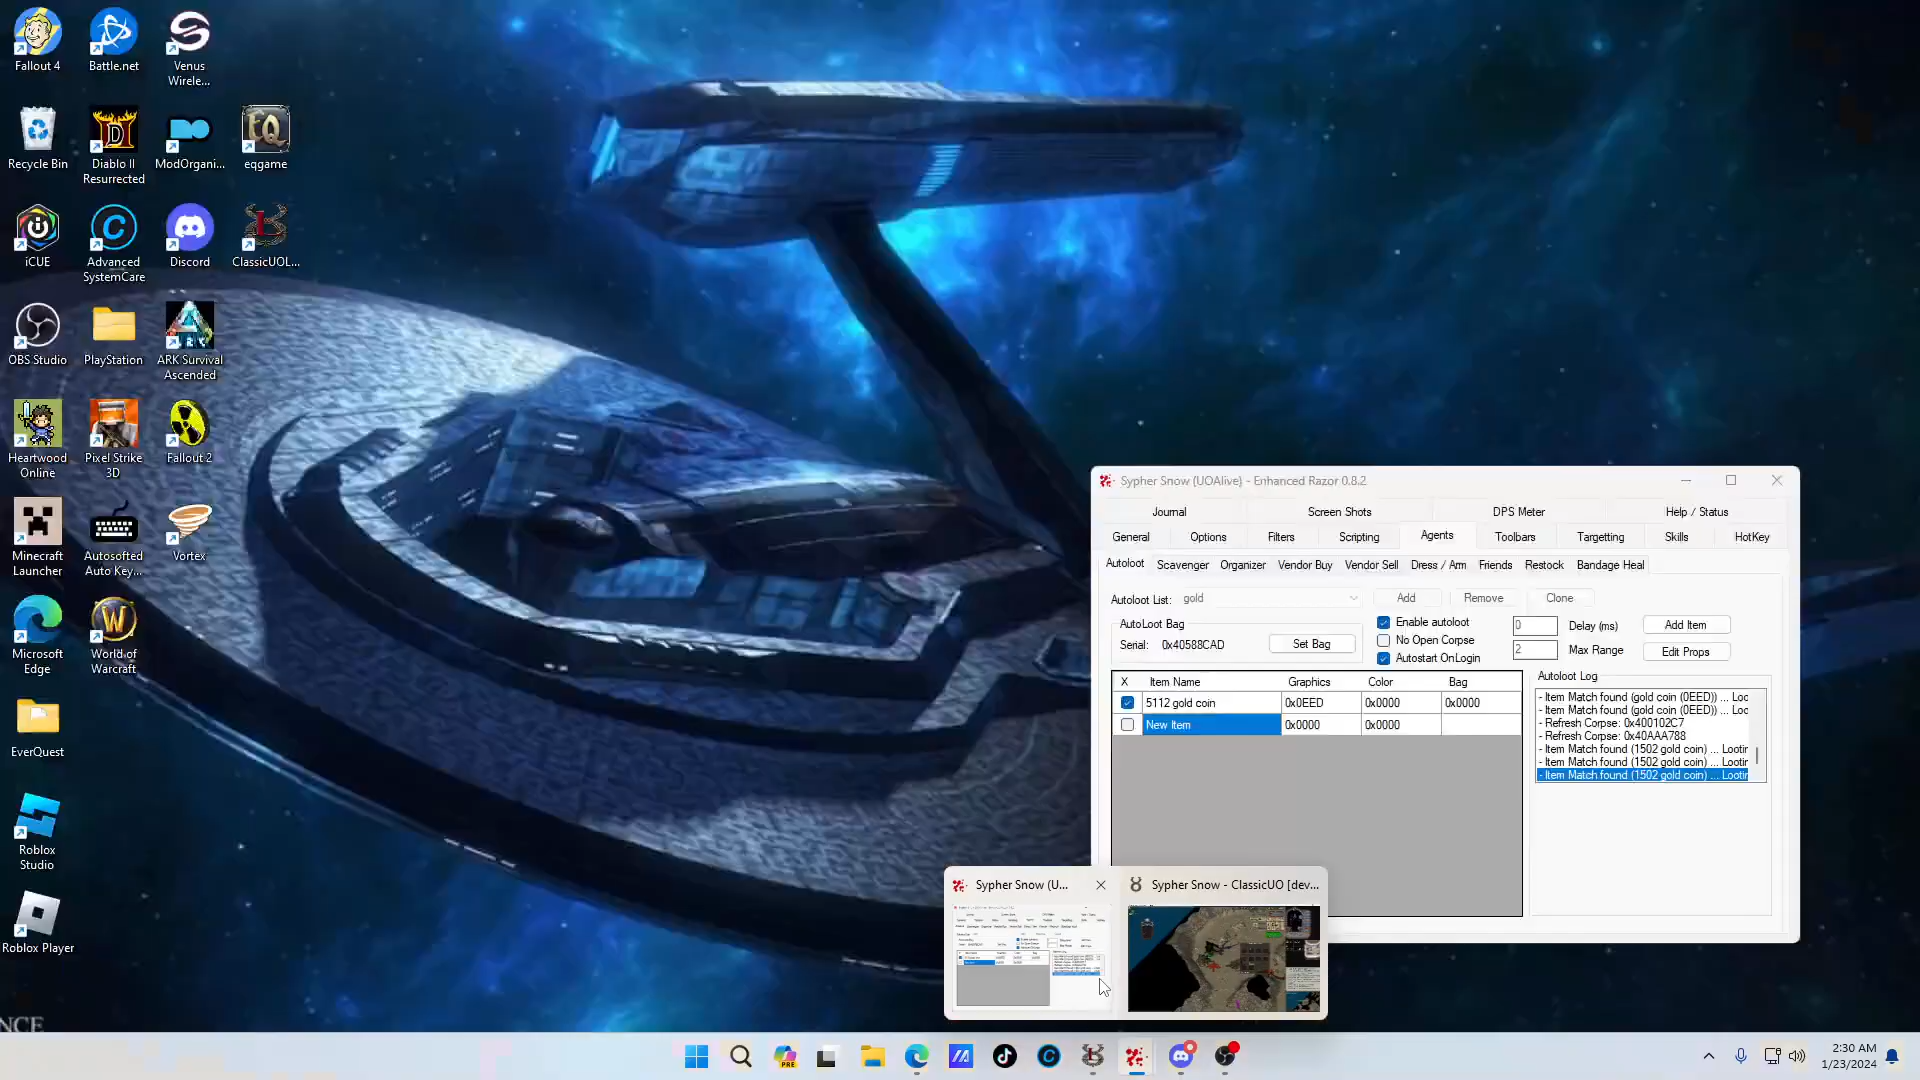 Fallout 4
Battle.net
Venus
Wirele...
Recycle Bin
Diablo II
Resurrected
ModOrgani...
eqgame
iCUE
Advanced
SystemCare
Discord
ClassicUOL...
OBS Studio
PlayStation
ARK Survival
Ascended
Heartwood
Online
Pixel Strike
3D
Fallout 2
Minecraft
Launcher
Autosofted
Auto Key...
Vortex
Microsoft
Edge
World of
Warcraft
EverQuest
Roblox
Studio
Roblox Player
NCE
Sypher Snow (UOAlive) - Enhanced Razor 0.8.2
Journal Screen Shots DPS Meter Help / Status
General Options Filters Scripting Agents Toolbars Targetting Skills HotKey
Autoloot Scavenger Organizer Vendor Buy Vendor Sell Dress / Arm Friends Restock Bandage Heal
Autoloot List: gold Add Remove Clone
AutoLoot Bag
Serial: 0x40588CAD Set Bag
Enable autoloot
No Open Corpse
Autostart OnLogin
0 Delay (ms) Add Item
2 Max Range Edit Props
X Item Name Graphics Color Bag
5112 gold coin 0x0EED 0x0000 0x0000
New Item 0x0000 0x0000
Autoloot Log
- Item Match found (gold coin (0EED)) ... Loc
- Item Match found (gold coin (0EED)) ... Loc
- Refresh Corpse: 0x400102C7
- Refresh Corpse: 0x40AAA788
- Item Match found (1502 gold coin) ... Lootin
- Item Match found (1502 gold coin) ... Lootin
- Item Match found (1502 gold coin) ... Lootin
Sypher Snow (U...
Sypher Snow - ClassicUO [dev...
PRE
2:30 AM
1/23/2024